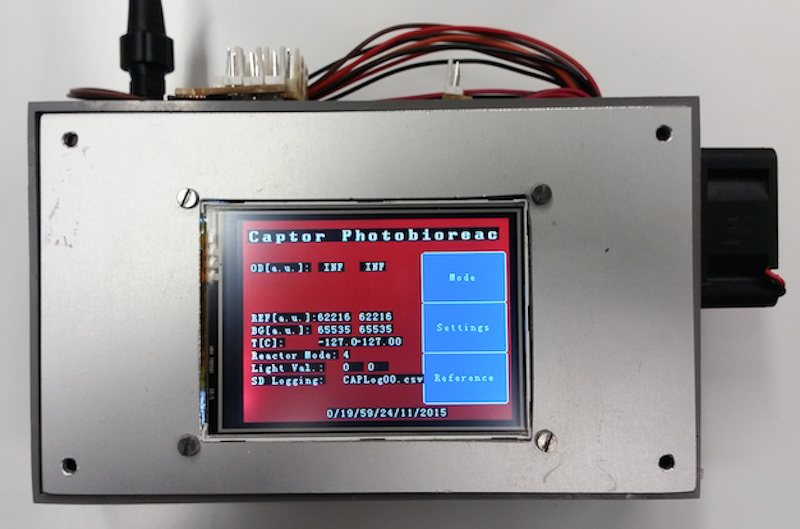 Captor Photobioreac
OD[a.u.]: INF INF
Mode
REF[a.u.]:62216 62216
BG[a.u.]: 65535 65535
Settings
T[C]: -127.0-127.00
Reactor Mode: 4
Light Val.: 0 0
Reference
SD Logging: CAPLog00.csv
0/19/59/24/11/2015